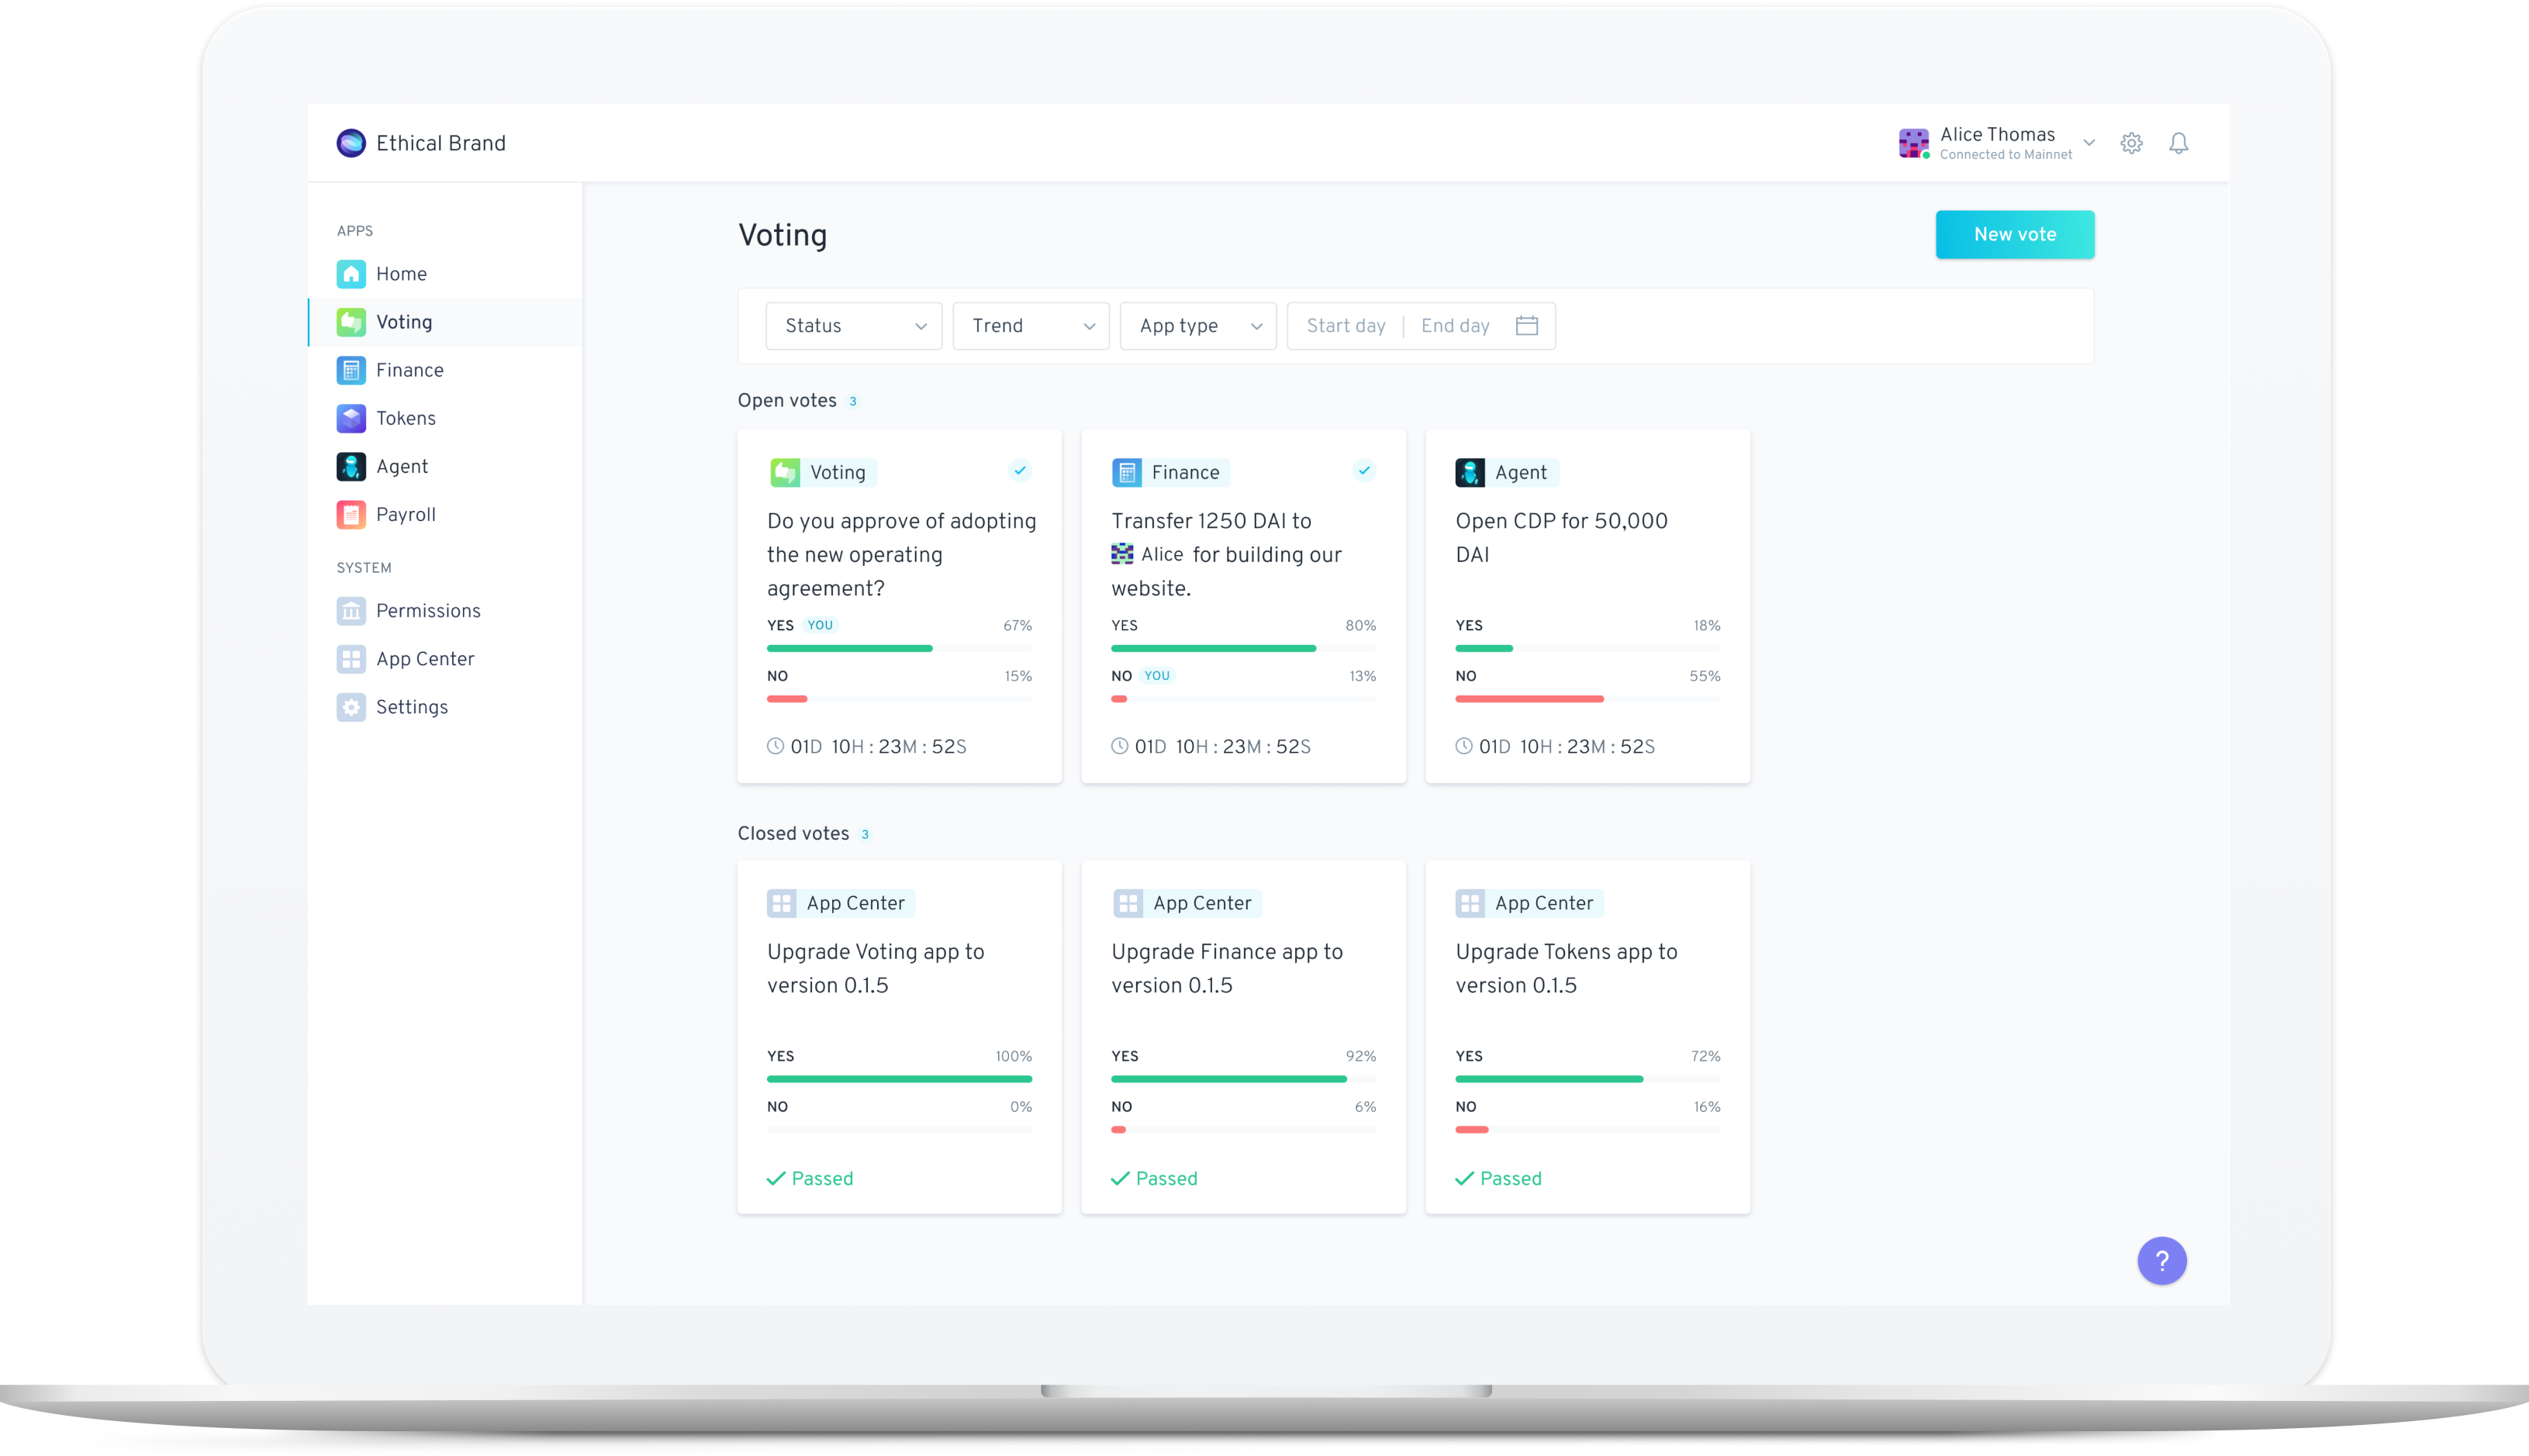 Ethical Brand
Alice Thomas
Connected to Mainnet
APPS
Home
Voting
Finance
Tokens
Agent
Payroll
SYSTEM
Permissions
App Center
Settings
Voting
New vote
Status
Trend
App type
Start day | End day
Open votes 3
Voting
Do you approve of adopting
the new operating
agreement?
YES YOU 67%
NO 15%
01D 10H : 23M : 52S
Finance
Transfer 1250 DAI to
Alice for building our
website.
YES 80%
NO YOU 13%
01D 10H : 23M : 52S
Agent
Open CDP for 50,000
DAI
YES 18%
NO 55%
01D 10H : 23M : 52S
Closed votes 3
App Center
Upgrade Voting app to
version 0.1.5
YES 100%
NO 0%
Passed
App Center
Upgrade Finance app to
version 0.1.5
YES 92%
NO 6%
Passed
App Center
Upgrade Tokens app to
version 0.1.5
YES 72%
NO 16%
Passed
?